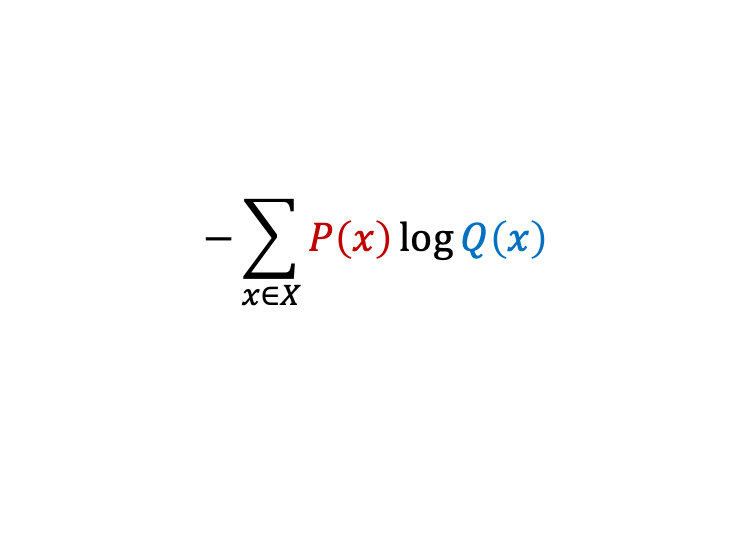 − ∑ P(x) log Q(x)
x∈X